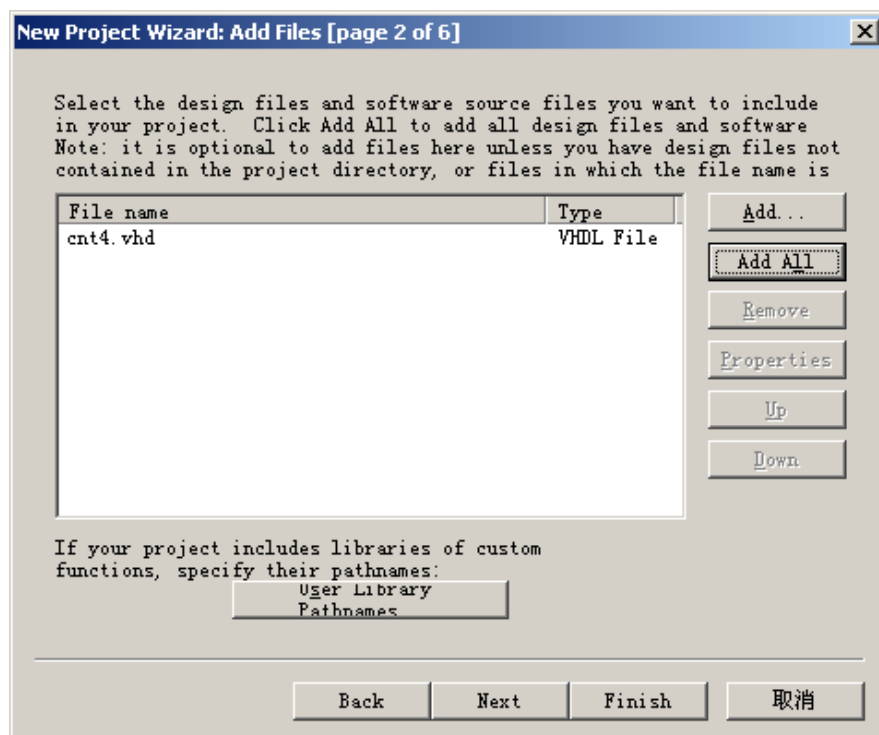 New Project Wizard: Add Files [page 2 of 6]
Select the design files and software source files you want to include
in your project. Click Add All to add all design files and software
Note: it is optional to add files here unless you have design files not
contained in the project directory, or files in which the file name is
File name Type
cnt4.vhd VHDL File
Add...
Add All
Remove
Properties
Up
Down
If your project includes libraries of custom
functions, specify their pathnames:
User Library
Pathnames
Back Next Finish 取消